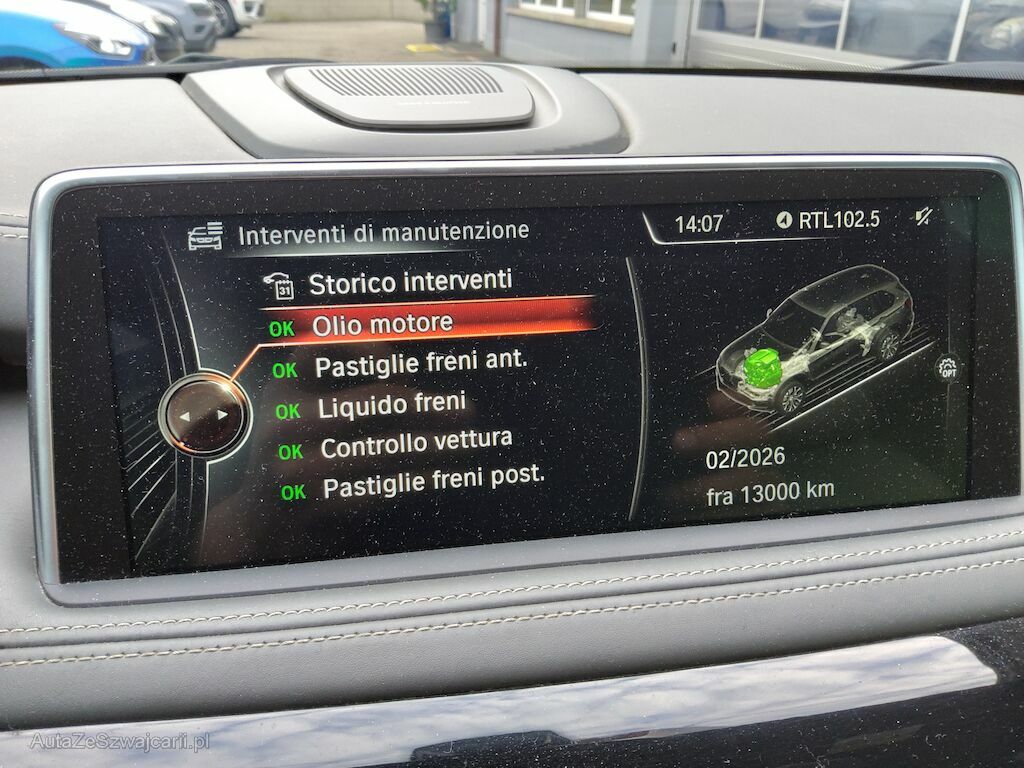 Interventi di manutenzione
14:07
RTL102.5
31
Storico interventi
OK Olio motore
OK Pastiglie freni ant.
OK Liquido freni
OK Controllo vettura
OK Pastiglie freni post.
OPT
02/2026
fra 13000 km
AutaZeSzwajcarii.pl